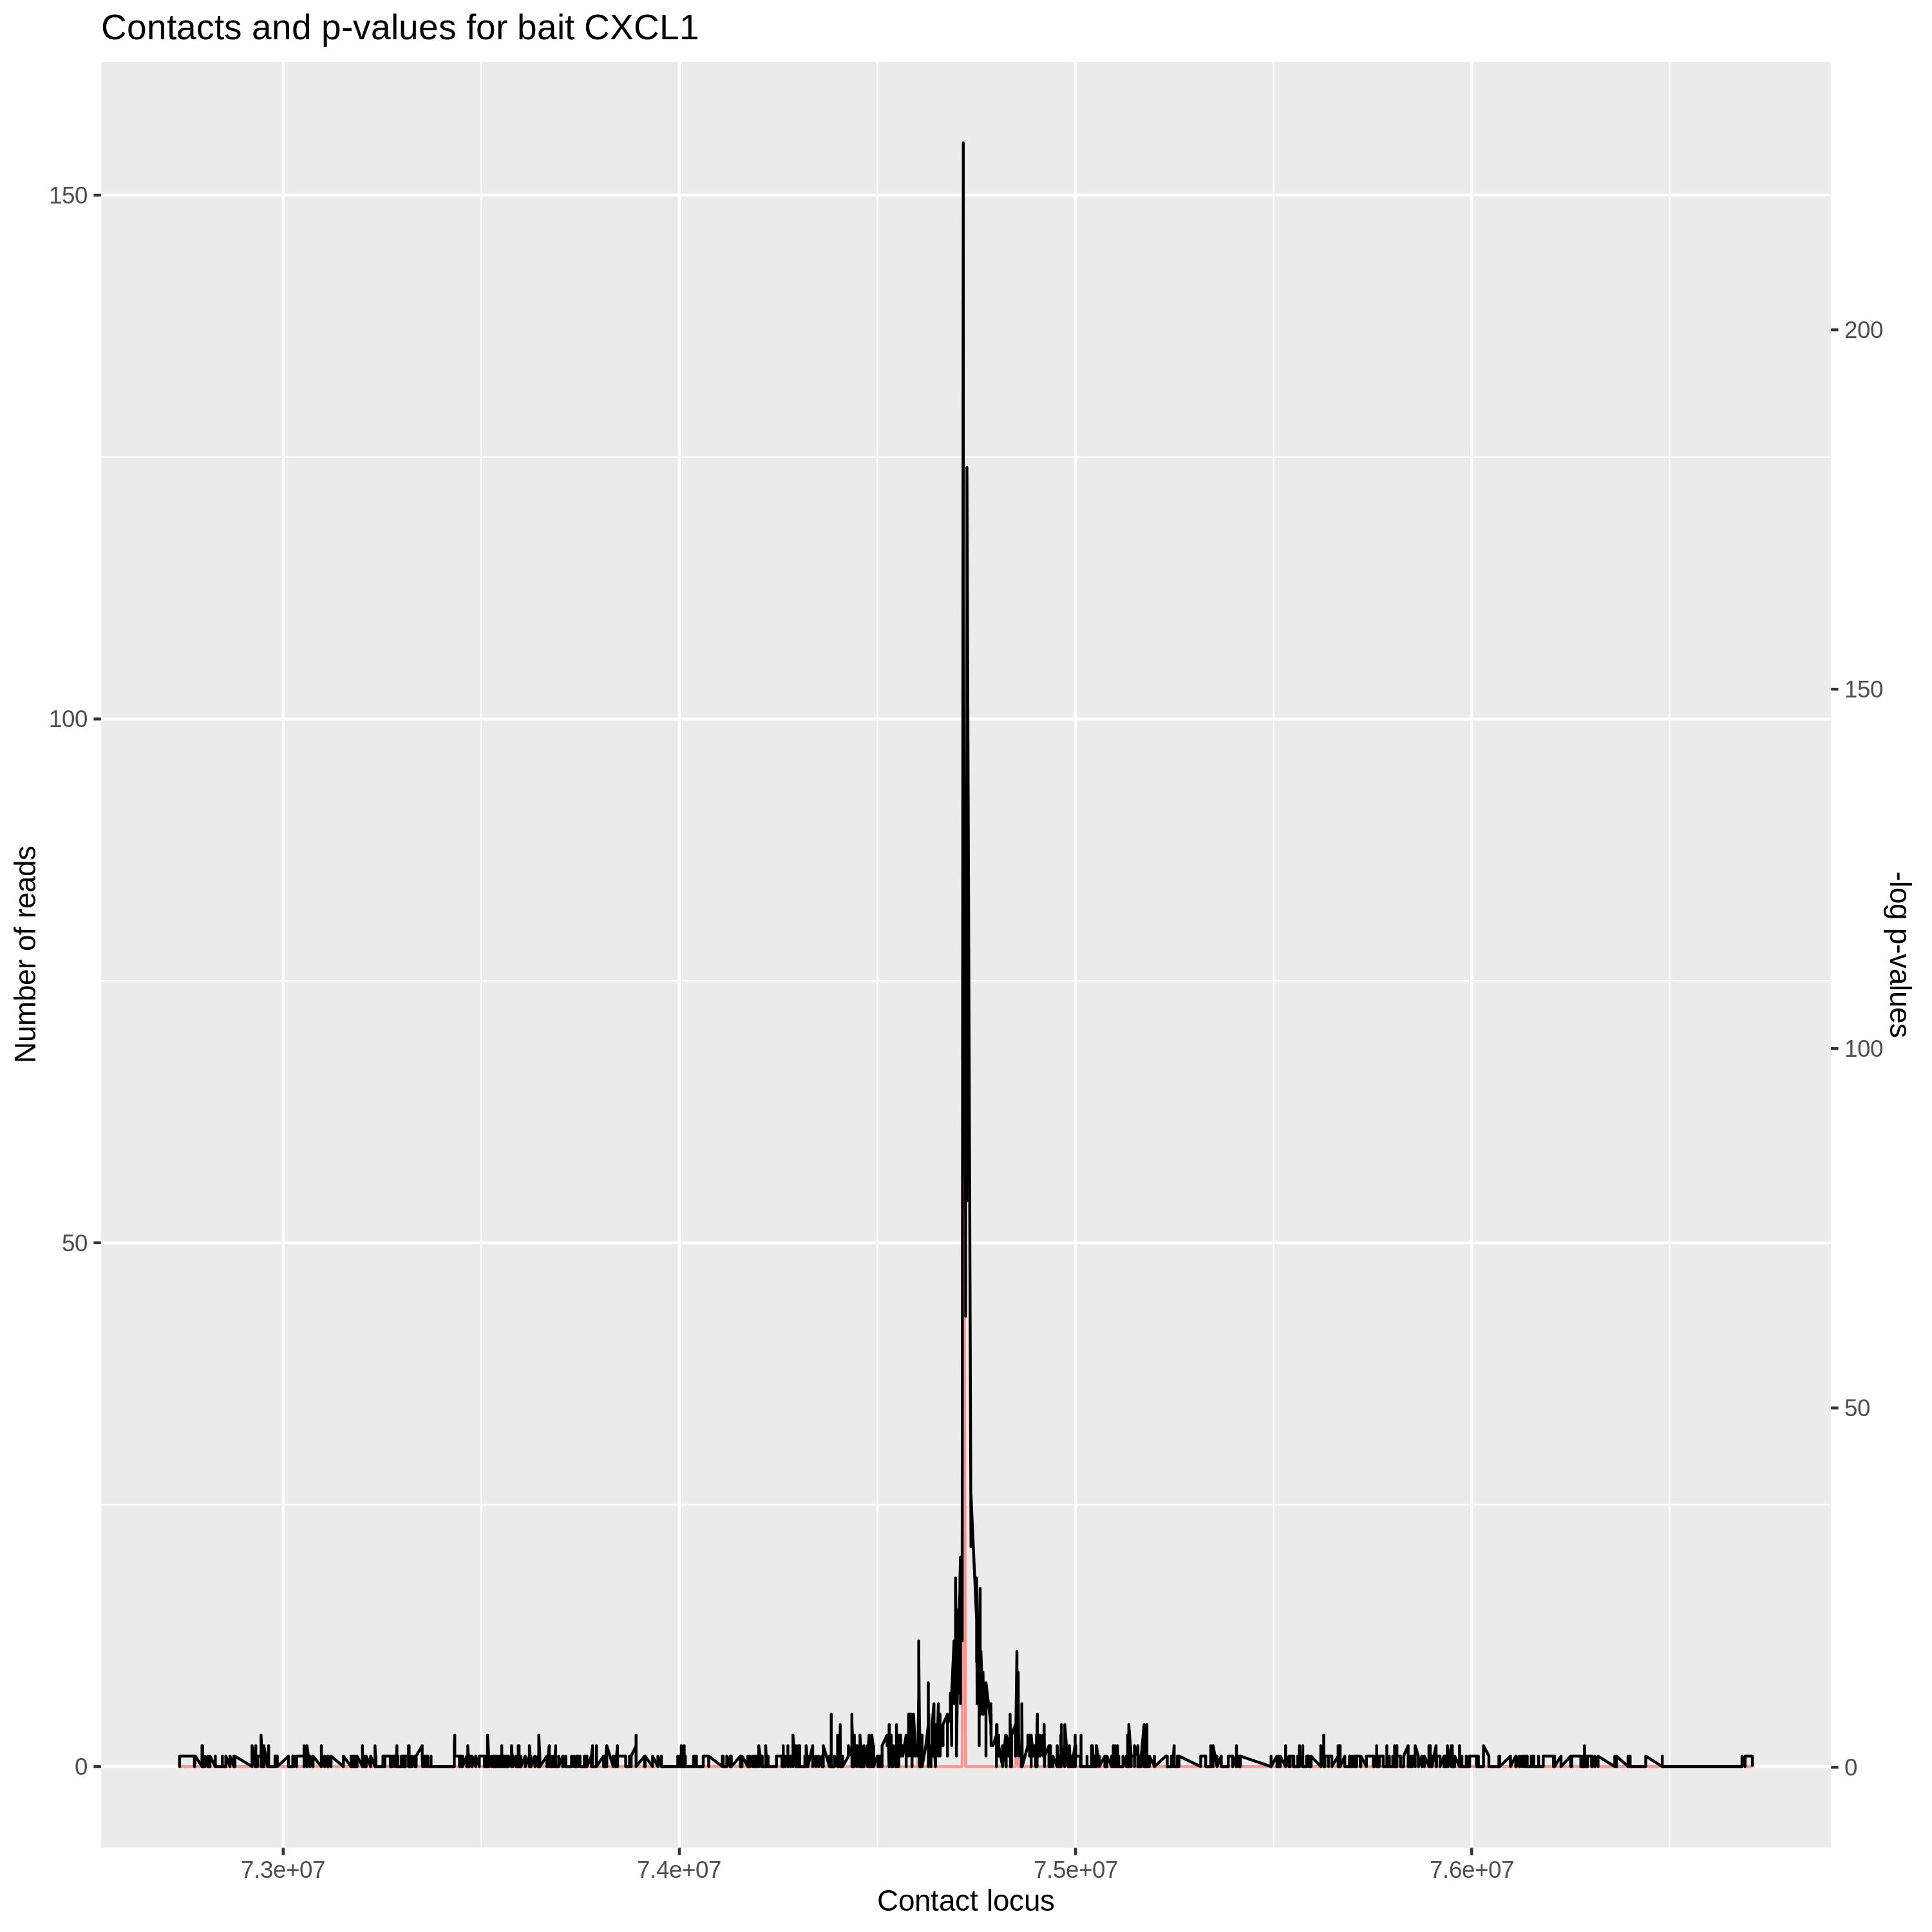 Contacts and p-values for bait CXCL1
150
100
50
0
Number of reads
200
150
100
50
0
-log p-values
7.3e+07 7.4e+07 7.5e+07 7.6e+07
Contact locus